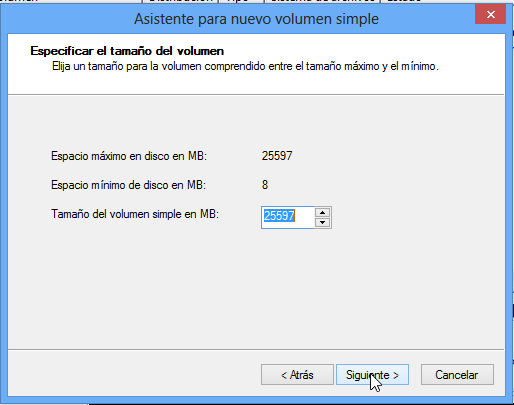 Asistente para nuevo volumen simple
Especificar el tamaño del volumen
Elija un tamaño para la volumen comprendido entre el tamaño máximo y el mínimo.
Espacio máximo en disco en MB: 25597
Espacio mínimo de disco en MB: 8
Tamaño del volumen simple en MB: 25597
< Atrás Siguiente > Cancelar